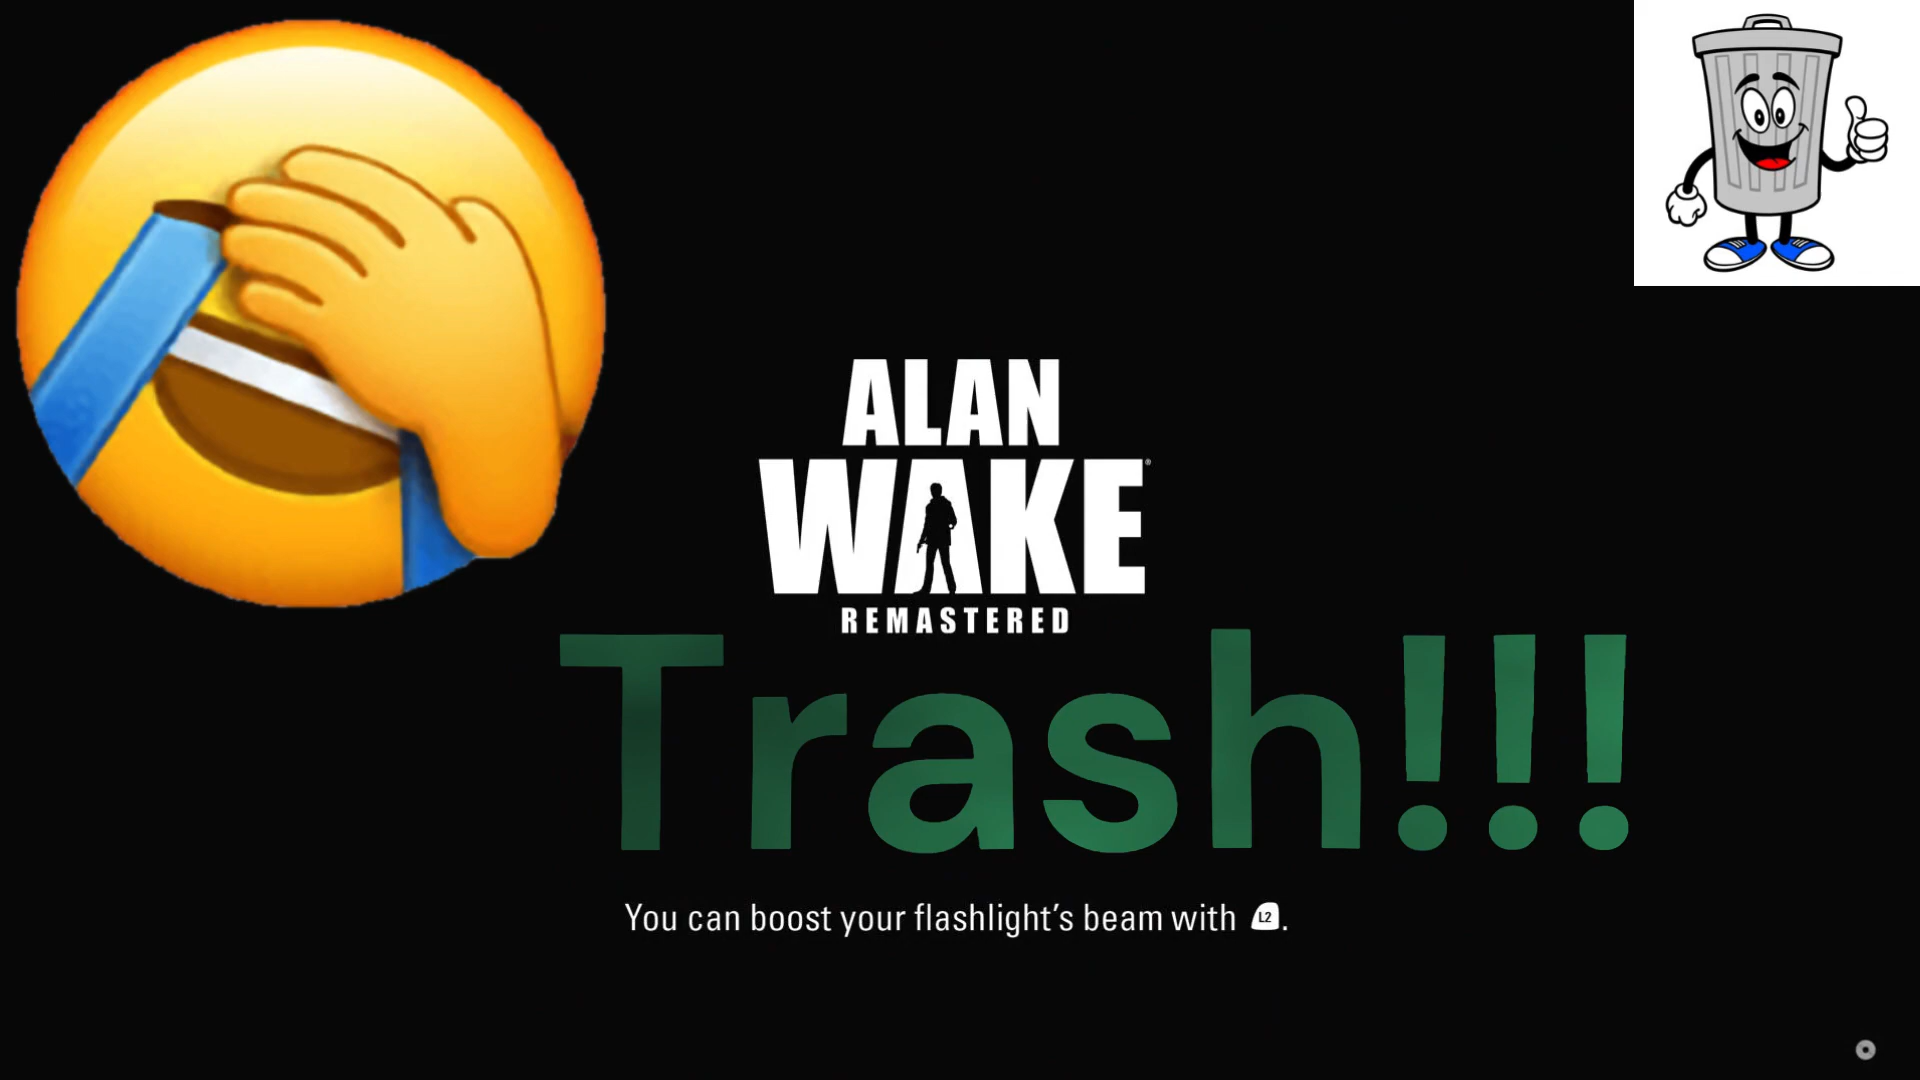 ALAN
WAKE®
REMASTERED
Trash!!!
You can boost your flashlight's beam with L2.